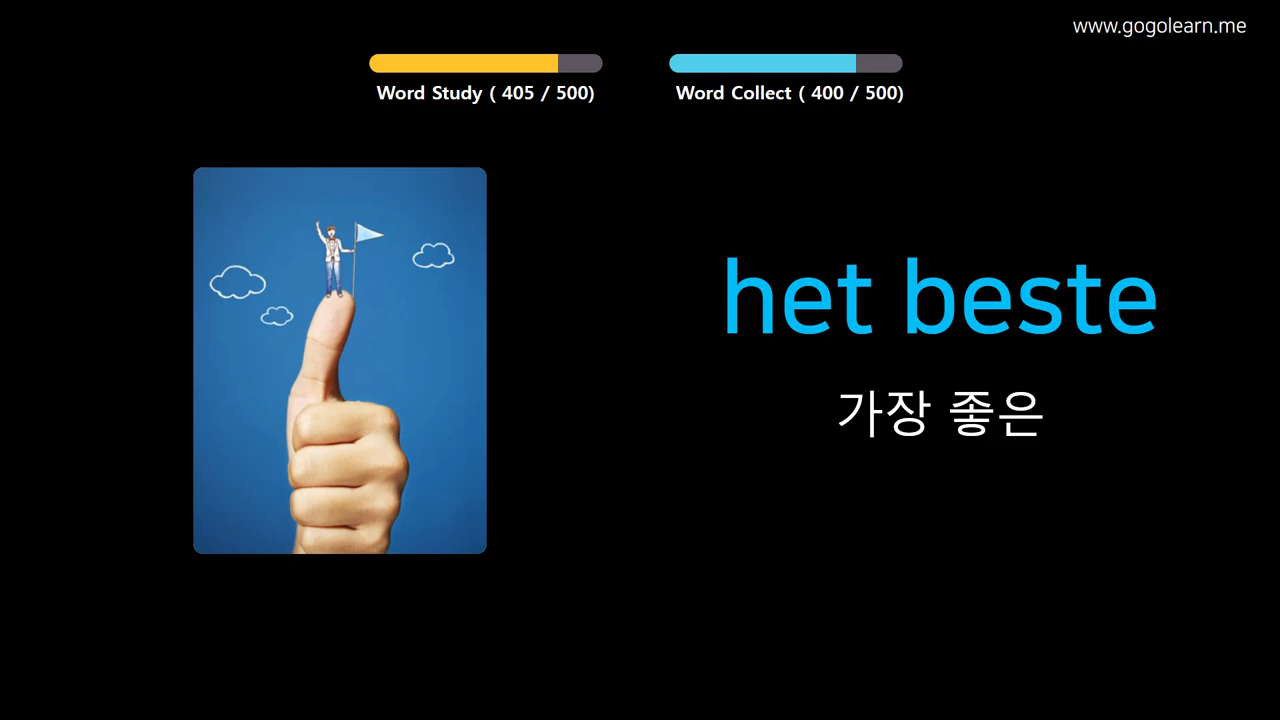 www.gogolearn.me
Word Study ( 405 / 500)
Word Collect ( 400 / 500)
het beste
가장 좋은